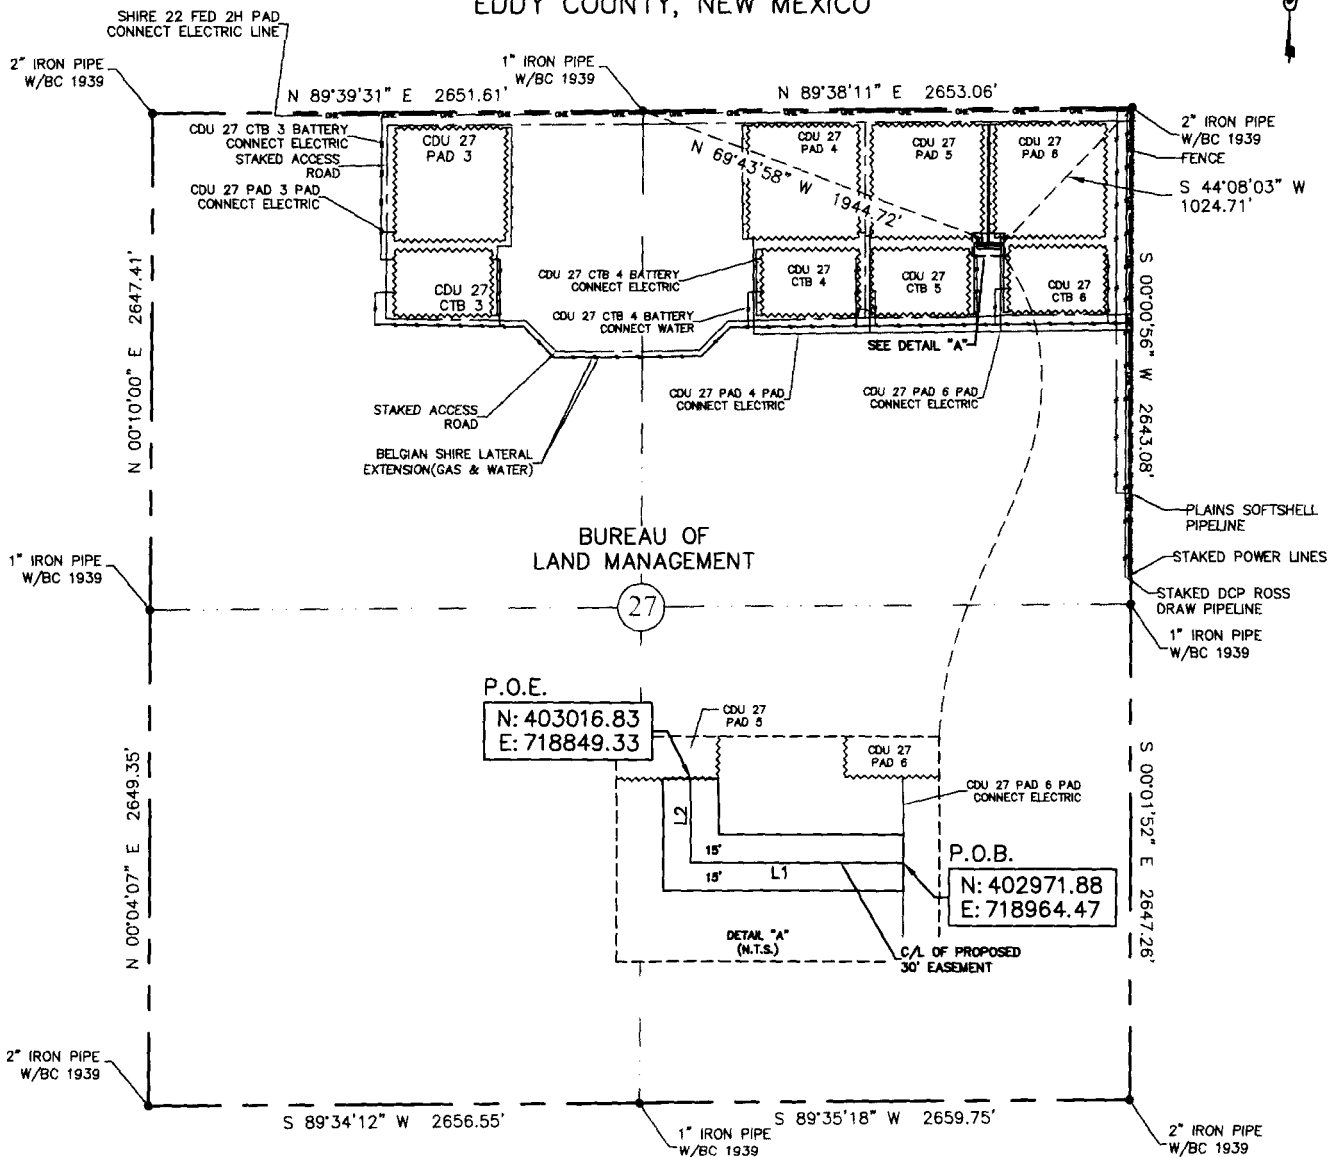 EDDY COUNTY, NEW MEXICO
SHIRE 22 FED 2H PAD
CONNECT ELECTRIC LINE
2" IRON PIPE
W/BC 1939
1" IRON PIPE
W/BC 1939
N 89°39'31" E 2651.61'
N 89°38'11" E 2653.06'
2" IRON PIPE
W/BC 1939
FENCE
S 44°08'03" W
1024.71'
CDU 27 CTB 3 BATTERY
CONNECT ELECTRIC
STAKED ACCESS
ROAD
CDU 27 PAD 3 PAD
CONNECT ELECTRIC
CDU 27
PAD 3
N 69°43'58" W 1944.72'
CDU 27
PAD 4
CDU 27
PAD 5
CDU 27
PAD 6
CDU 27
CTB 3
CDU 27 CTB 4 BATTERY
CONNECT ELECTRIC
CDU 27 CTB 4 BATTERY
CONNECT WATER
CDU 27
CTB 4
CDU 27
CTB 5
CDU 27
CTB 6
SEE DETAIL "A"
N 00°10'00" E 2647.41'
S 00°00'56" W 2643.08'
STAKED ACCESS
ROAD
CDU 27 PAD 4 PAD
CONNECT ELECTRIC
CDU 27 PAD 6 PAD
CONNECT ELECTRIC
BELGIAN SHIRE LATERAL
EXTENSION(GAS & WATER)
PLAINS SOFTSHELL
PIPELINE
STAKED POWER LINES
STAKED DCP ROSS
DRAW PIPELINE
BUREAU OF
LAND MANAGEMENT
27
1" IRON PIPE
W/BC 1939
1" IRON PIPE
W/BC 1939
P.O.E.
N: 403016.83
E: 718849.33
CDU 27
PAD 5
CDU 27
PAD 6
CDU 27 PAD 6 PAD
CONNECT ELECTRIC
L2
15'
15'
L1
P.O.B.
N: 402971.88
E: 718964.47
DETAIL "A"
(N.T.S.)
C/L OF PROPOSED
30' EASEMENT
N 00°04'07" E 2649.35'
S 00°01'52" E 2647.26'
2" IRON PIPE
W/BC 1939
S 89°34'12" W 2656.55'
S 89°35'18" W 2659.75'
1" IRON PIPE
W/BC 1939
2" IRON PIPE
W/BC 1939